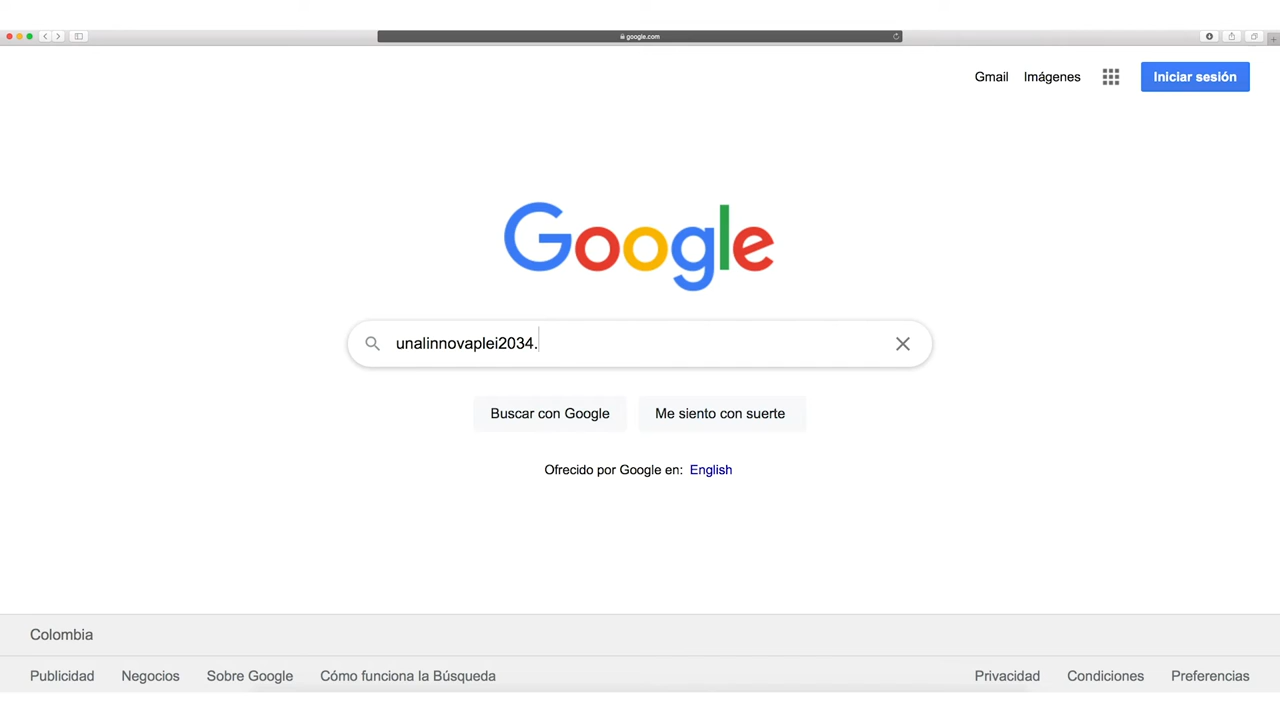 google.com
Gmail Imágenes Iniciar sesión
Google
unalinnovaplei2034.
Buscar con Google Me siento con suerte
Ofrecido por Google en: English
Colombia
Publicidad Negocios Sobre Google Cómo funciona la Búsqueda Privacidad Condiciones Preferencias